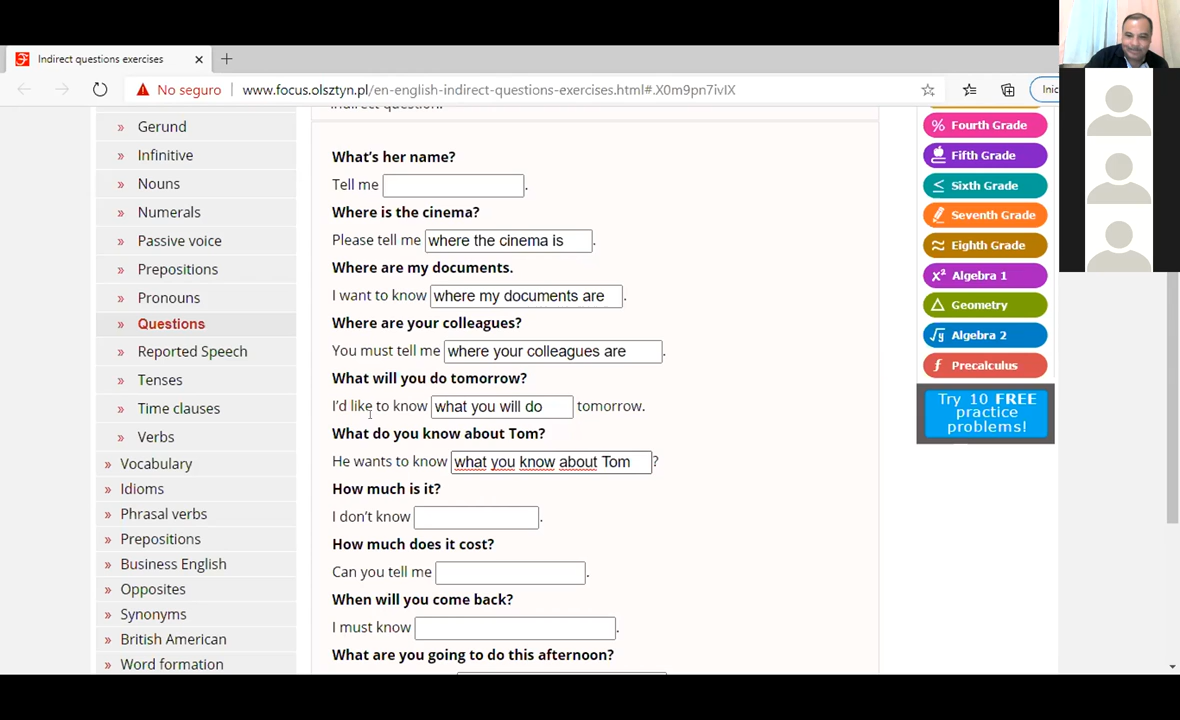 Indirect questions exercises
No seguro
www.focus.olsztyn.pl/en-english-indirect-questions-exercises.html#.X0m9pn7ivIX
Inic
indirect question.
» Gerund
» Infinitive
» Nouns
» Numerals
» Passive voice
» Prepositions
» Pronouns
» Questions
» Reported Speech
» Tenses
» Time clauses
» Verbs
» Vocabulary
» Idioms
» Phrasal verbs
» Prepositions
» Business English
» Opposites
» Synonyms
» British American
» Word formation
What's her name?
Tell me .
Where is the cinema?
Please tell me where the cinema is .
Where are my documents.
I want to know where my documents are .
Where are your colleagues?
You must tell me where your colleagues are .
What will you do tomorrow?
I'd like to know what you will do tomorrow.
What do you know about Tom?
He wants to know what you know about Tom ?
How much is it?
I don't know .
How much does it cost?
Can you tell me .
When will you come back?
I must know .
What are you going to do this afternoon?
% Fourth Grade
Fifth Grade
≤ Sixth Grade
Seventh Grade
≈ Eighth Grade
x² Algebra 1
△ Geometry
√y Algebra 2
ƒ Precalculus
Try 10 FREE
practice
problems!